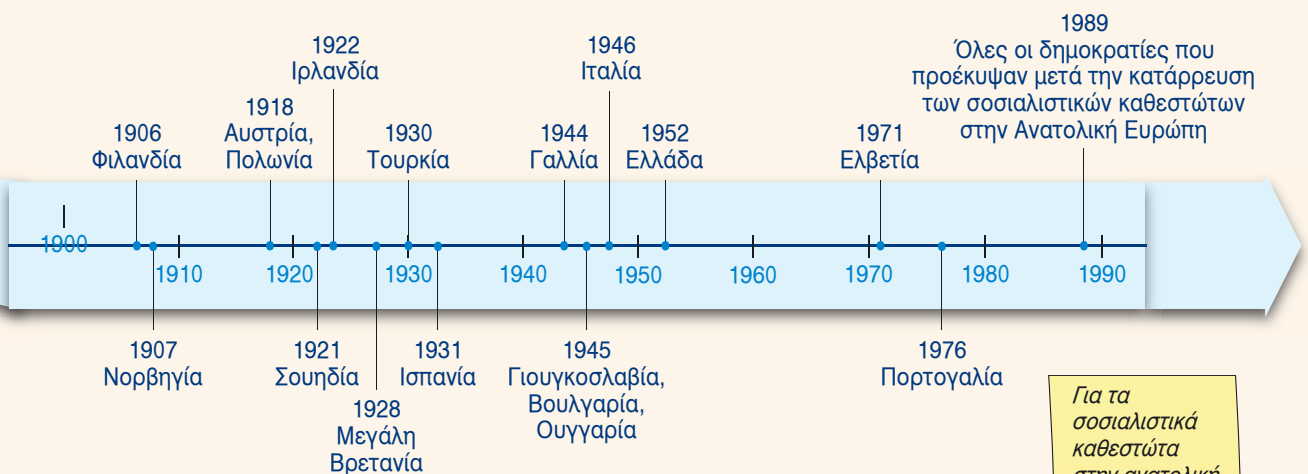 1989
Όλες οι δημοκρατίες που
προέκυψαν μετά την κατάρρευση
των σοσιαλιστικών καθεστώτων
στην Ανατολική Ευρώπη
1922
Ιρλανδία
1946
Ιταλία
1906
Φιλανδία
1918
Αυστρία,
Πολωνία
1930
Τουρκία
1944
Γαλλία
1952
Ελλάδα
1971
Ελβετία
1900
1910
1920
1930
1940
1950
1960
1970
1980
1990
1907
Νορβηγία
1921
Σουηδία
1928
Μεγάλη
Βρετανία
1931
Ισπανία
1945
Γιουγκοσλαβία,
Βουλγαρία,
Ουγγαρία
1976
Πορτογαλία
Για τα
σοσιαλιστικά
καθεστώτα
στην ανατολική